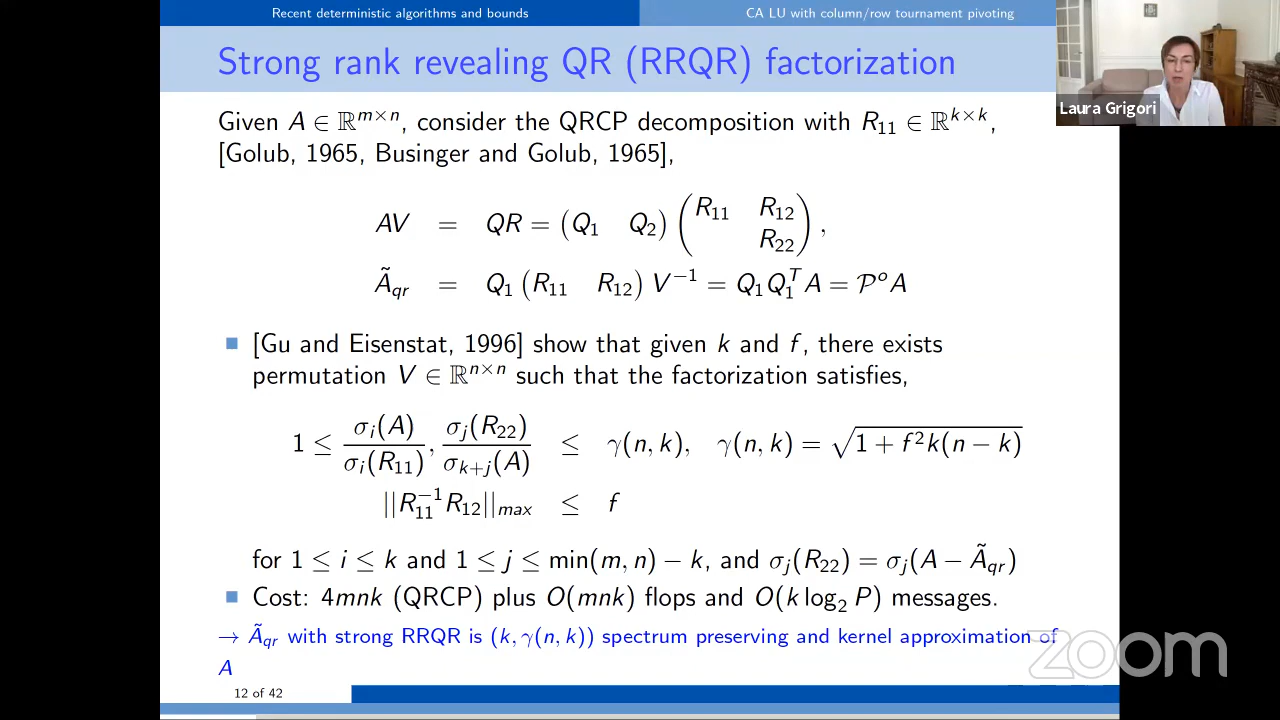 Recent deterministic algorithms and bounds
CA LU with column/row tournament pivoting
Strong rank revealing QR (RRQR) factorization
Laura Grigori
Given A ∈ ℝ^{m×n}, consider the QRCP decomposition with R_{11} ∈ ℝ^{k×k},
[Golub, 1965, Businger and Golub, 1965],
AV = QR = (Q_1 Q_2) (R_{11} R_{12}
R_{22}),
Ã_{qr} = Q_1 (R_{11} R_{12}) V^{-1} = Q_1 Q_1^T A = 𝒫^o A
■ [Gu and Eisenstat, 1996] show that given k and f, there exists
permutation V ∈ ℝ^{n×n} such that the factorization satisfies,
1 ≤ σ_i(A)/σ_i(R_{11}), σ_j(R_{22})/σ_{k+j}(A) ≤ γ(n, k), γ(n, k) = √(1 + f^2 k(n − k))
||R_{11}^{-1} R_{12}||_{max} ≤ f
for 1 ≤ i ≤ k and 1 ≤ j ≤ min(m, n) − k, and σ_j(R_{22}) = σ_j(A − Ã_{qr})
■ Cost: 4mnk (QRCP) plus O(mnk) flops and O(k log_2 P) messages.
→ Ã_{qr} with strong RRQR is (k, γ(n, k)) spectrum preserving and kernel approximation of
A
zoom
12 of 42